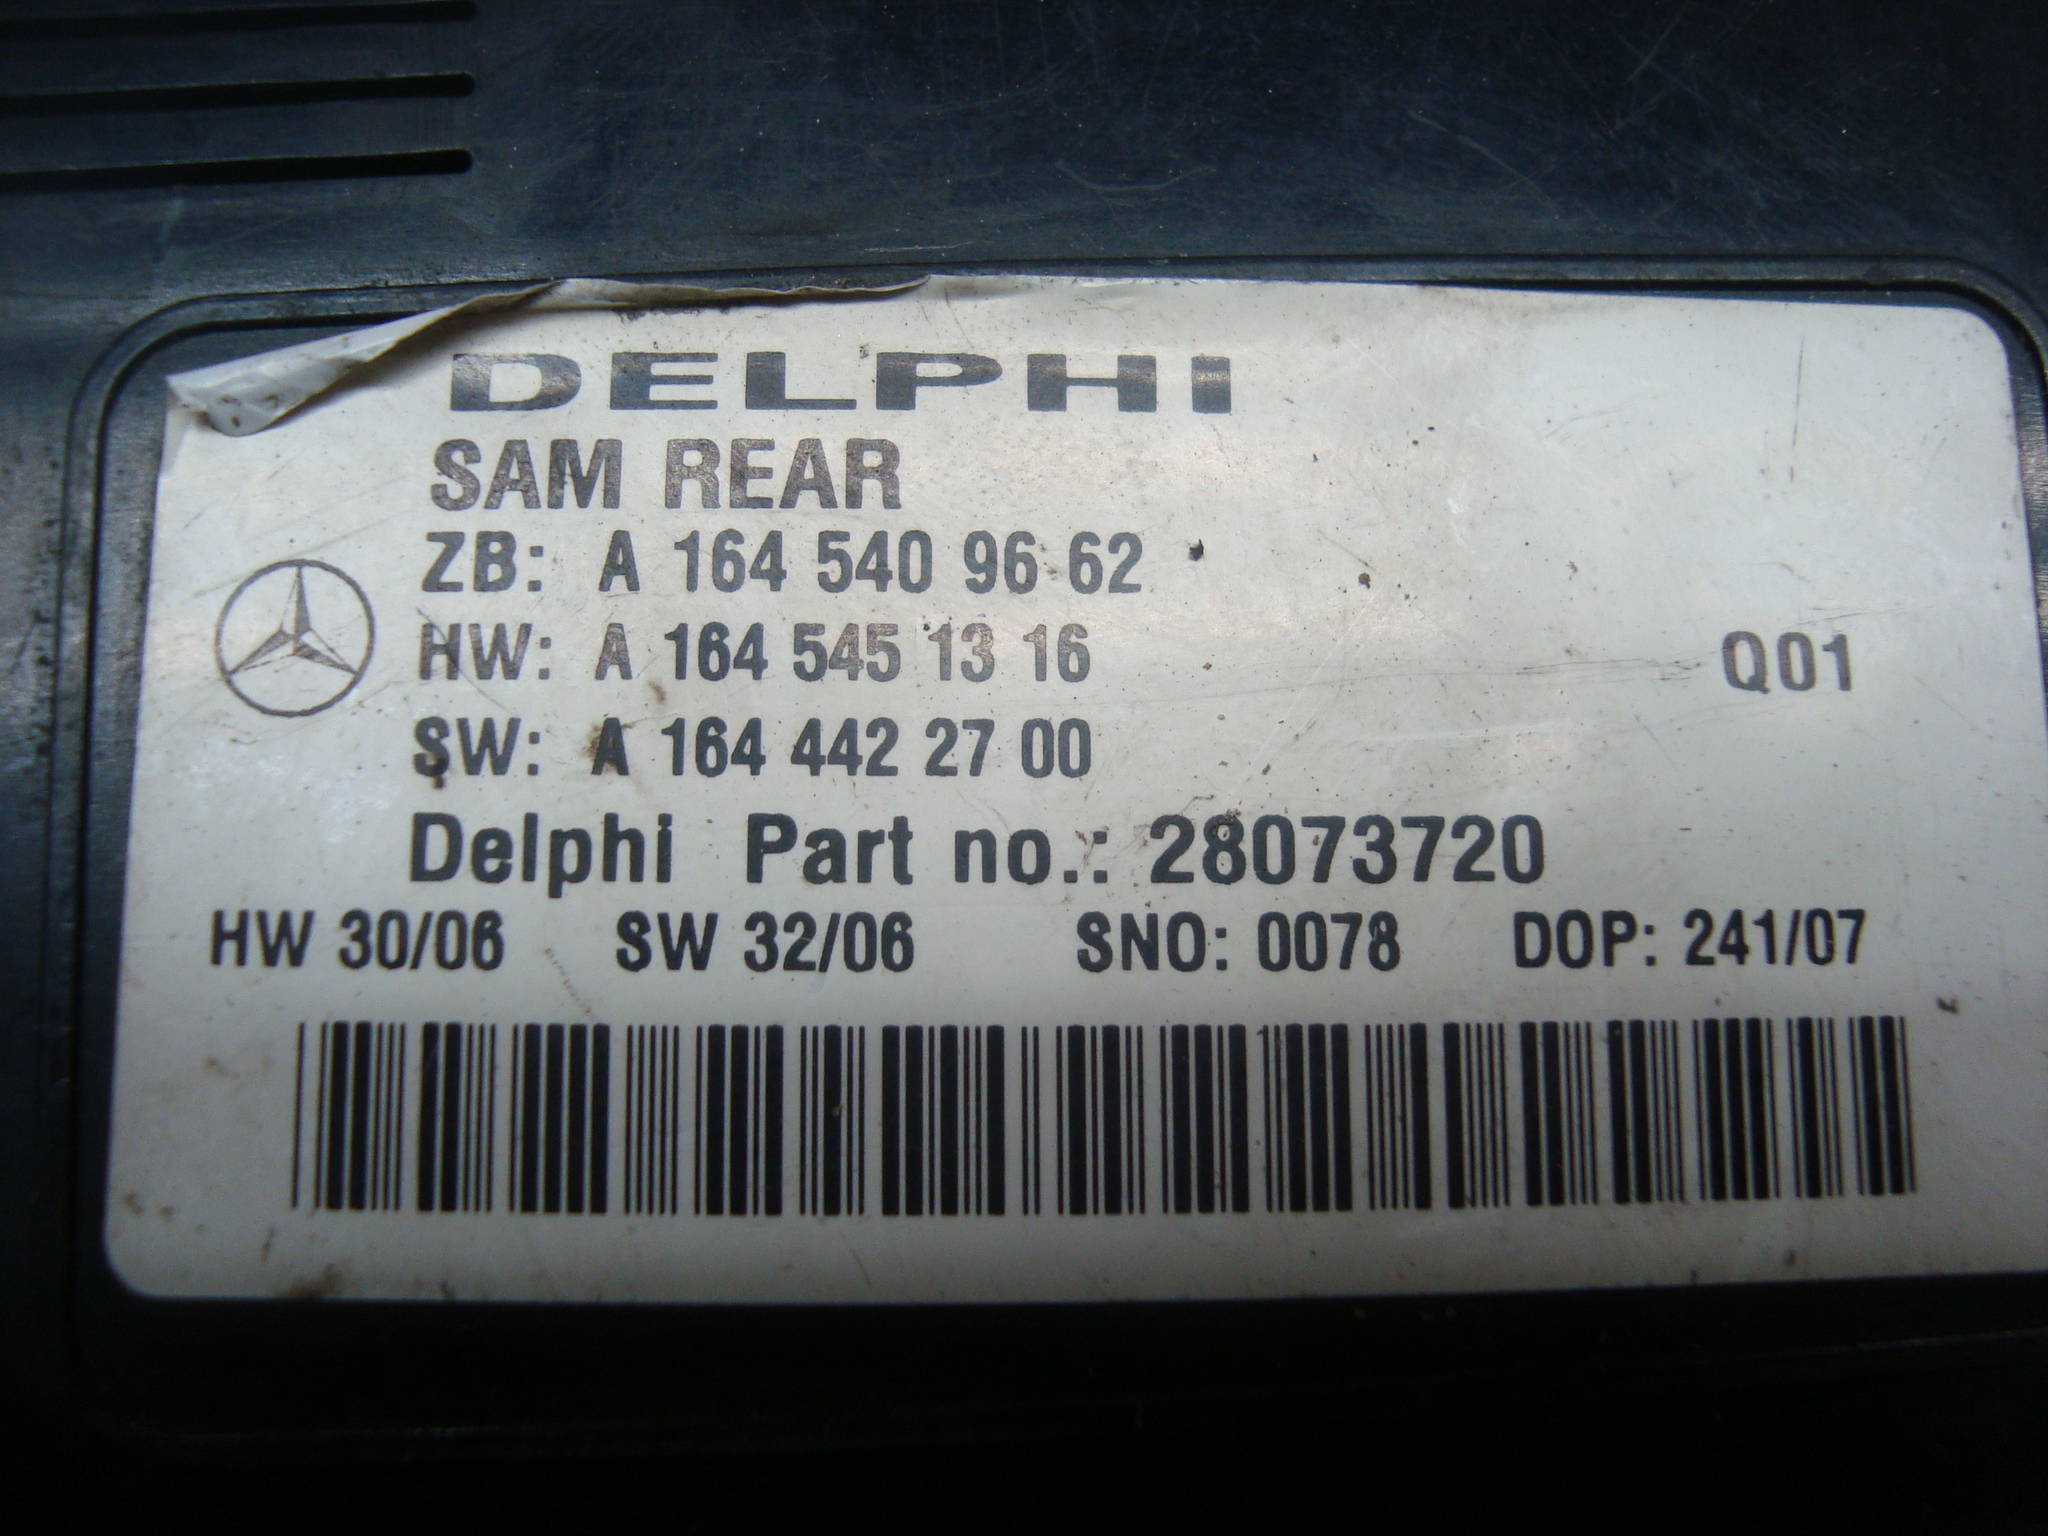 DELPHI
SAM REAR
ZB: A 164 540 96 62
HW: A 164 545 13 16 Q01
SW: A 164 442 27 00
Delphi Part no.: 28073720
HW 30/06 SW 32/06 SNO: 0078 DOP: 241/07